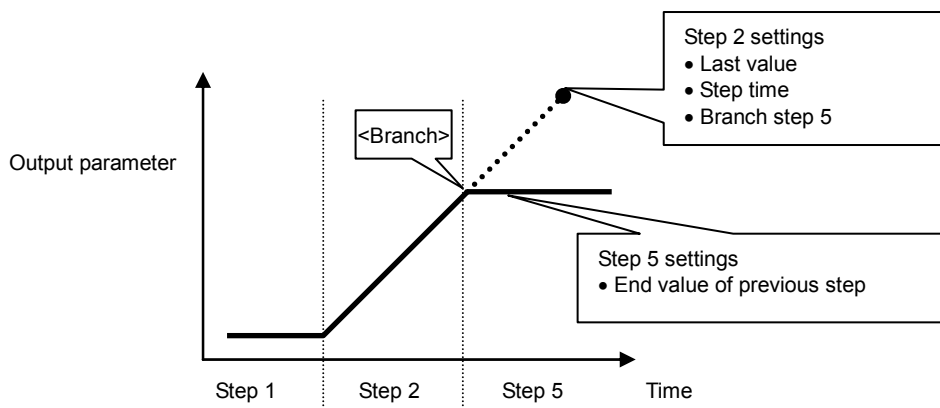 Step 2 settings
• Last value
• Step time
• Branch step 5
<Branch>
Output parameter
Step 5 settings
• End value of previous step
Step 1
Step 2
Step 5
Time